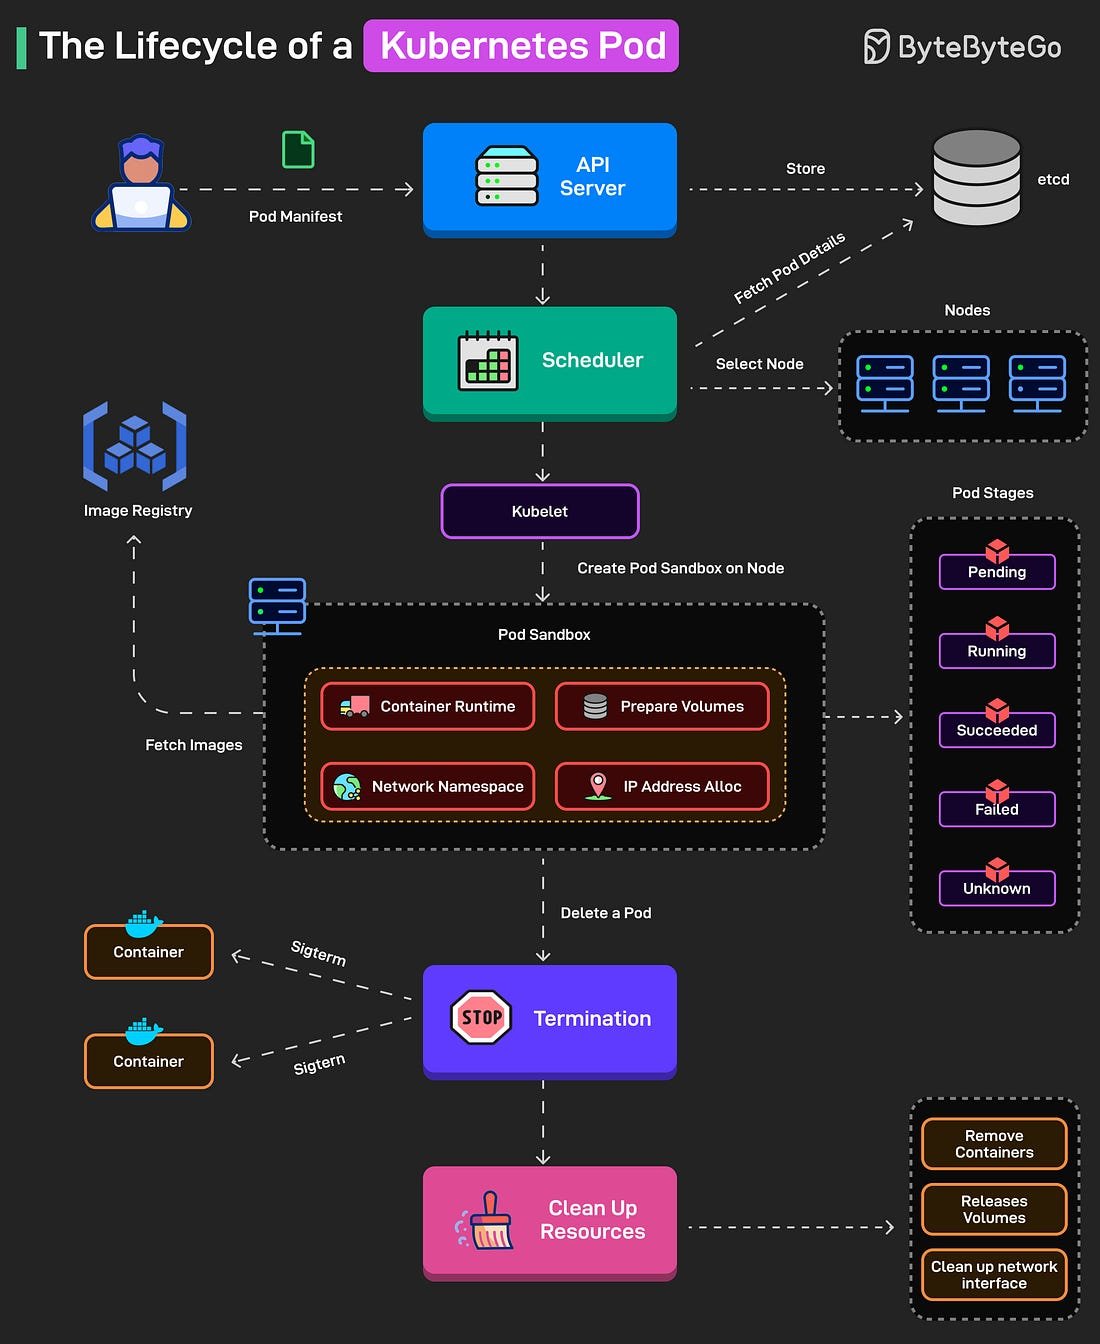 The Lifecycle of a Kubernetes Pod
ByteByteGo
Pod Manifest
API
Server
Store
etcd
Fetch Pod Details
Scheduler
Select Node
Nodes
Image Registry
Kubelet
Create Pod Sandbox on Node
Pod Stages
Pending
Running
Succeeded
Failed
Unknown
Pod Sandbox
Container Runtime
Prepare Volumes
Network Namespace
IP Address Alloc
Fetch Images
Delete a Pod
Container
Sigterm
STOP
Termination
Container
Sigtern
Clean Up
Resources
Remove
Containers
Releases
Volumes
Clean up network
interface